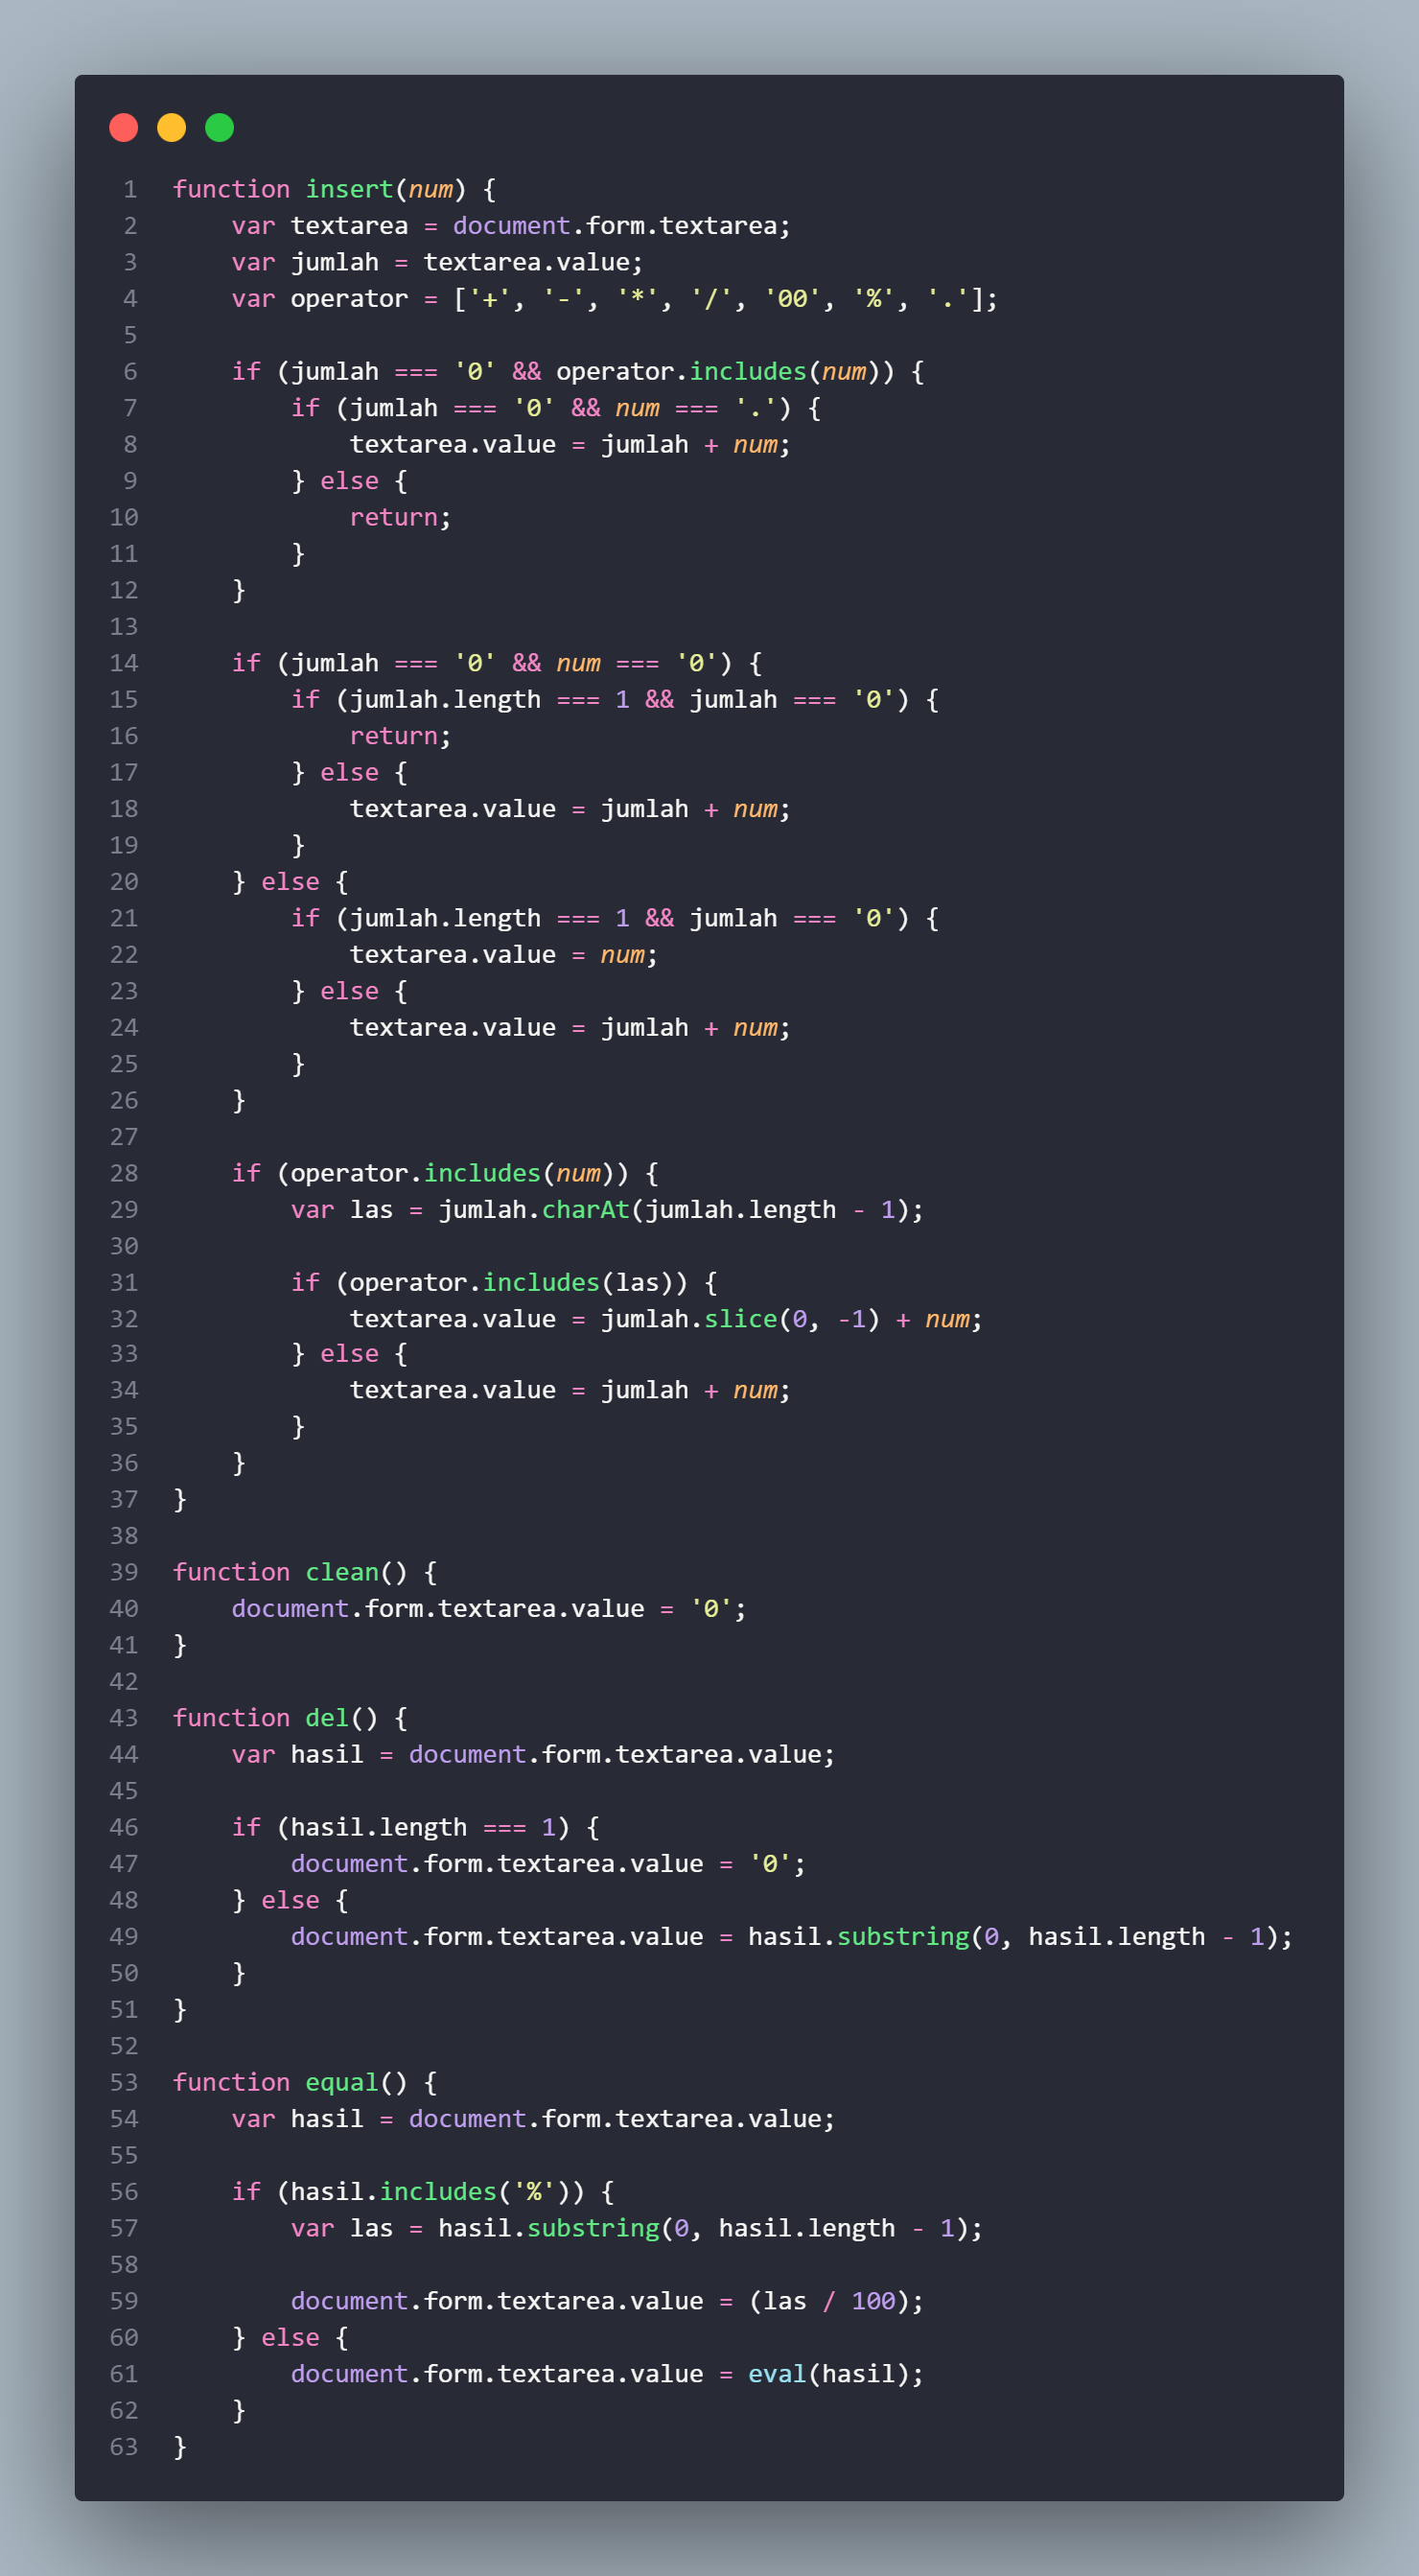 1 function insert(num) {
2     var textarea = document.form.textarea;
3     var jumlah = textarea.value;
4     var operator = ['+', '-', '*', '/', '00', '%', '.'];
5
6     if (jumlah === '0' && operator.includes(num)) {
7         if (jumlah === '0' && num === '.') {
8             textarea.value = jumlah + num;
9         } else {
10             return;
11         }
12     }
13
14     if (jumlah === '0' && num === '0') {
15         if (jumlah.length === 1 && jumlah === '0') {
16             return;
17         } else {
18             textarea.value = jumlah + num;
19         }
20     } else {
21         if (jumlah.length === 1 && jumlah === '0') {
22             textarea.value = num;
23         } else {
24             textarea.value = jumlah + num;
25         }
26     }
27
28     if (operator.includes(num)) {
29         var las = jumlah.charAt(jumlah.length - 1);
30
31         if (operator.includes(las)) {
32             textarea.value = jumlah.slice(0, -1) + num;
33         } else {
34             textarea.value = jumlah + num;
35         }
36     }
37 }
38
39 function clean() {
40     document.form.textarea.value = '0';
41 }
42
43 function del() {
44     var hasil = document.form.textarea.value;
45
46     if (hasil.length === 1) {
47         document.form.textarea.value = '0';
48     } else {
49         document.form.textarea.value = hasil.substring(0, hasil.length - 1);
50     }
51 }
52
53 function equal() {
54     var hasil = document.form.textarea.value;
55
56     if (hasil.includes('%')) {
57         var las = hasil.substring(0, hasil.length - 1);
58
59         document.form.textarea.value = (las / 100);
60     } else {
61         document.form.textarea.value = eval(hasil);
62     }
63 }